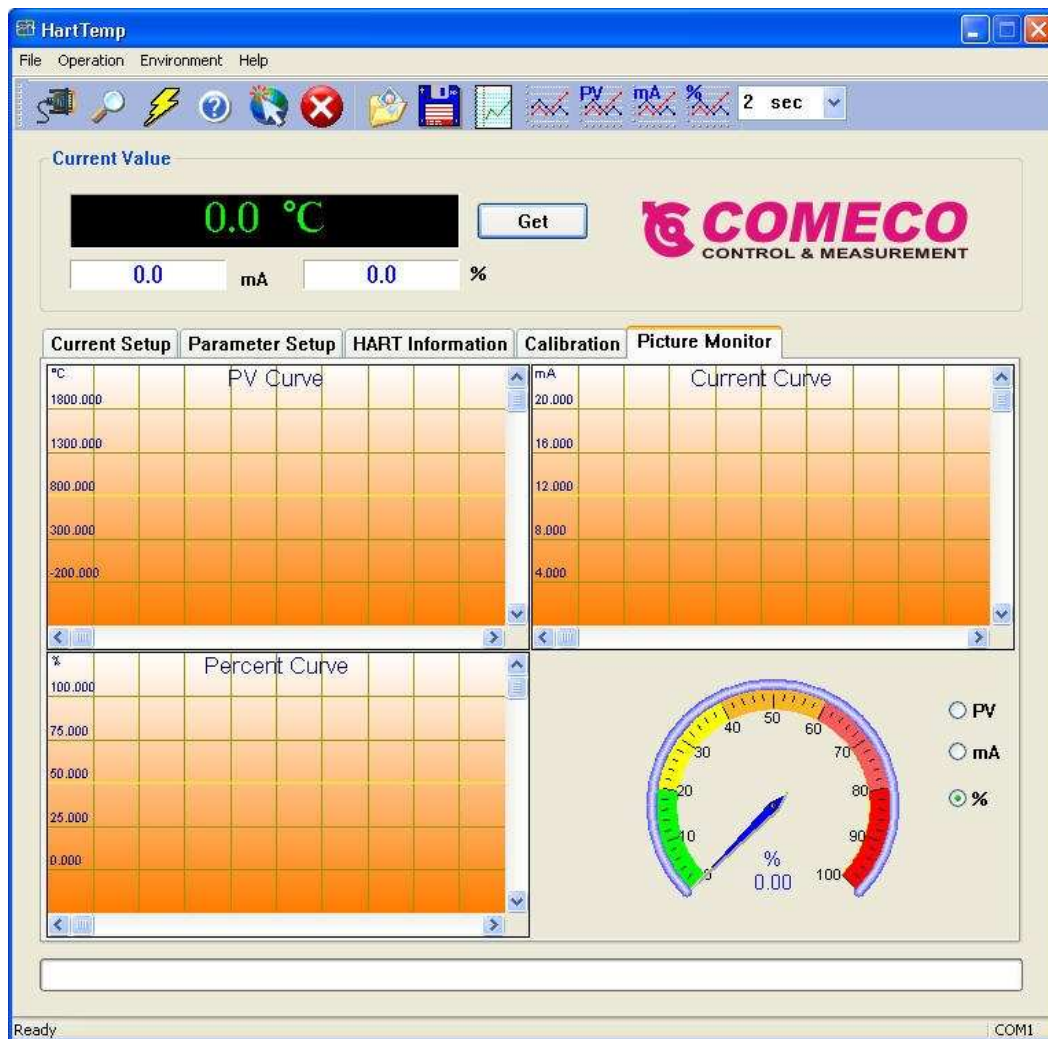 HartTemp
File Operation Environment Help
PV mA % 2 sec
Current Value
0.0 °C
Get
COMECO
CONTROL & MEASUREMENT
0.0 mA 0.0 %
Current Setup Parameter Setup HART Information Calibration Picture Monitor
°C PV Curve
1800.000
1300.000
800.000
300.000
-200.000
mA Current Curve
20.000
16.000
12.000
8.000
4.000
% Percent Curve
100.000
75.000
50.000
25.000
0.000
0 10 20 30 40 50 60 70 80 90 100
%
0.00
PV
mA
%
Ready COM1